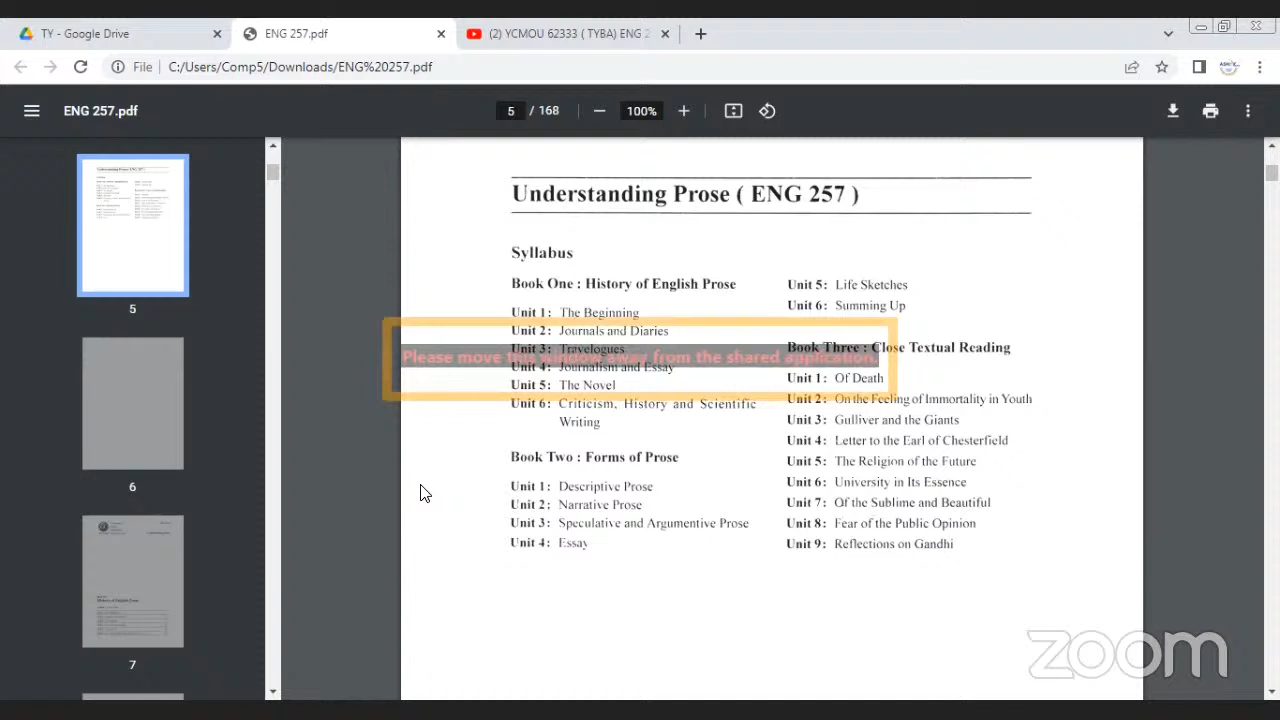 TY - Google Drive
ENG 257.pdf
(2) YCMOU 62333 ( TYBA) ENG 2
File
C:/Users/Comp5/Downloads/ENG%20257.pdf
ENG 257.pdf
5 / 168
100%
5
6
7
Understanding Prose ( ENG 257 )
Syllabus
Book One : History of English Prose
Unit 1 : The Beginning
Unit 2 : Journals and Diaries
Unit 3 : Travelogues
Please move this window away from the shared application.
Unit 4 : Journalism and Essay
Unit 5 : The Novel
Unit 6 : Criticism, History and Scientific
Writing
Book Two : Forms of Prose
Unit 1 : Descriptive Prose
Unit 2 : Narrative Prose
Unit 3 : Speculative and Argumentive Prose
Unit 4 : Essay
Unit 5 : Life Sketches
Unit 6 : Summing Up
Book Three : Close Textual Reading
Unit 1 : Of Death
Unit 2 : On the Feeling of Immortality in Youth
Unit 3 : Gulliver and the Giants
Unit 4 : Letter to the Earl of Chesterfield
Unit 5 : The Religion of the Future
Unit 6 : University in Its Essence
Unit 7 : Of the Sublime and Beautiful
Unit 8 : Fear of the Public Opinion
Unit 9 : Reflections on Gandhi
zoom